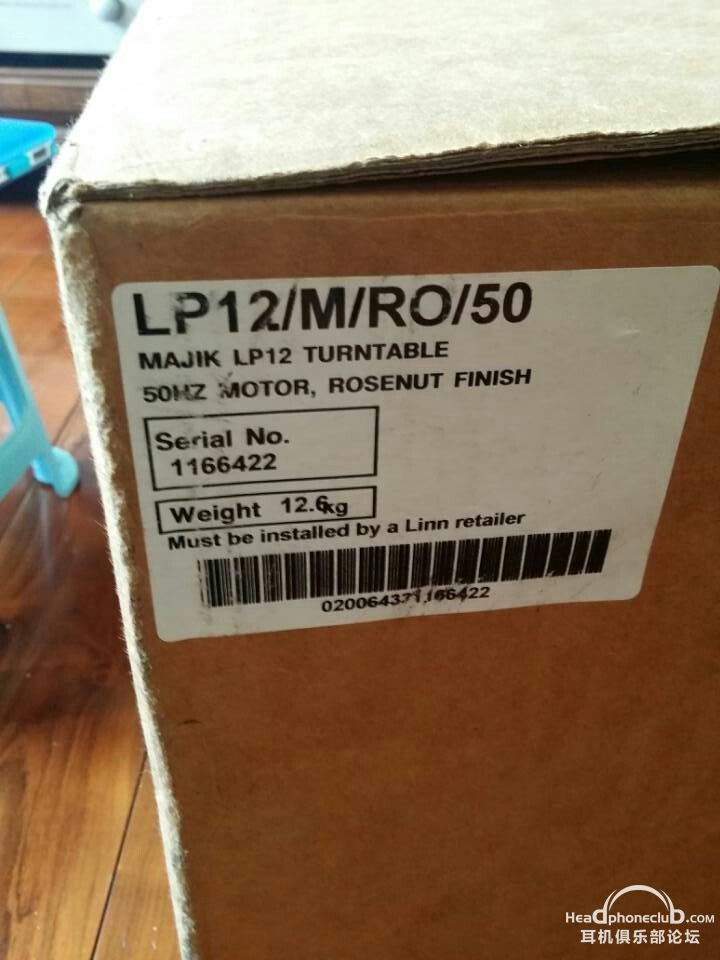 LP12/M/RO/50
MAJIK LP12 TURNTABLE
50HZ MOTOR, ROSENUT FINISH
Serial No.
1166422
Weight 12.6kg
Must be installed by a Linn retailer
020064371166422
Headphoneclub.com
耳机俱乐部论坛